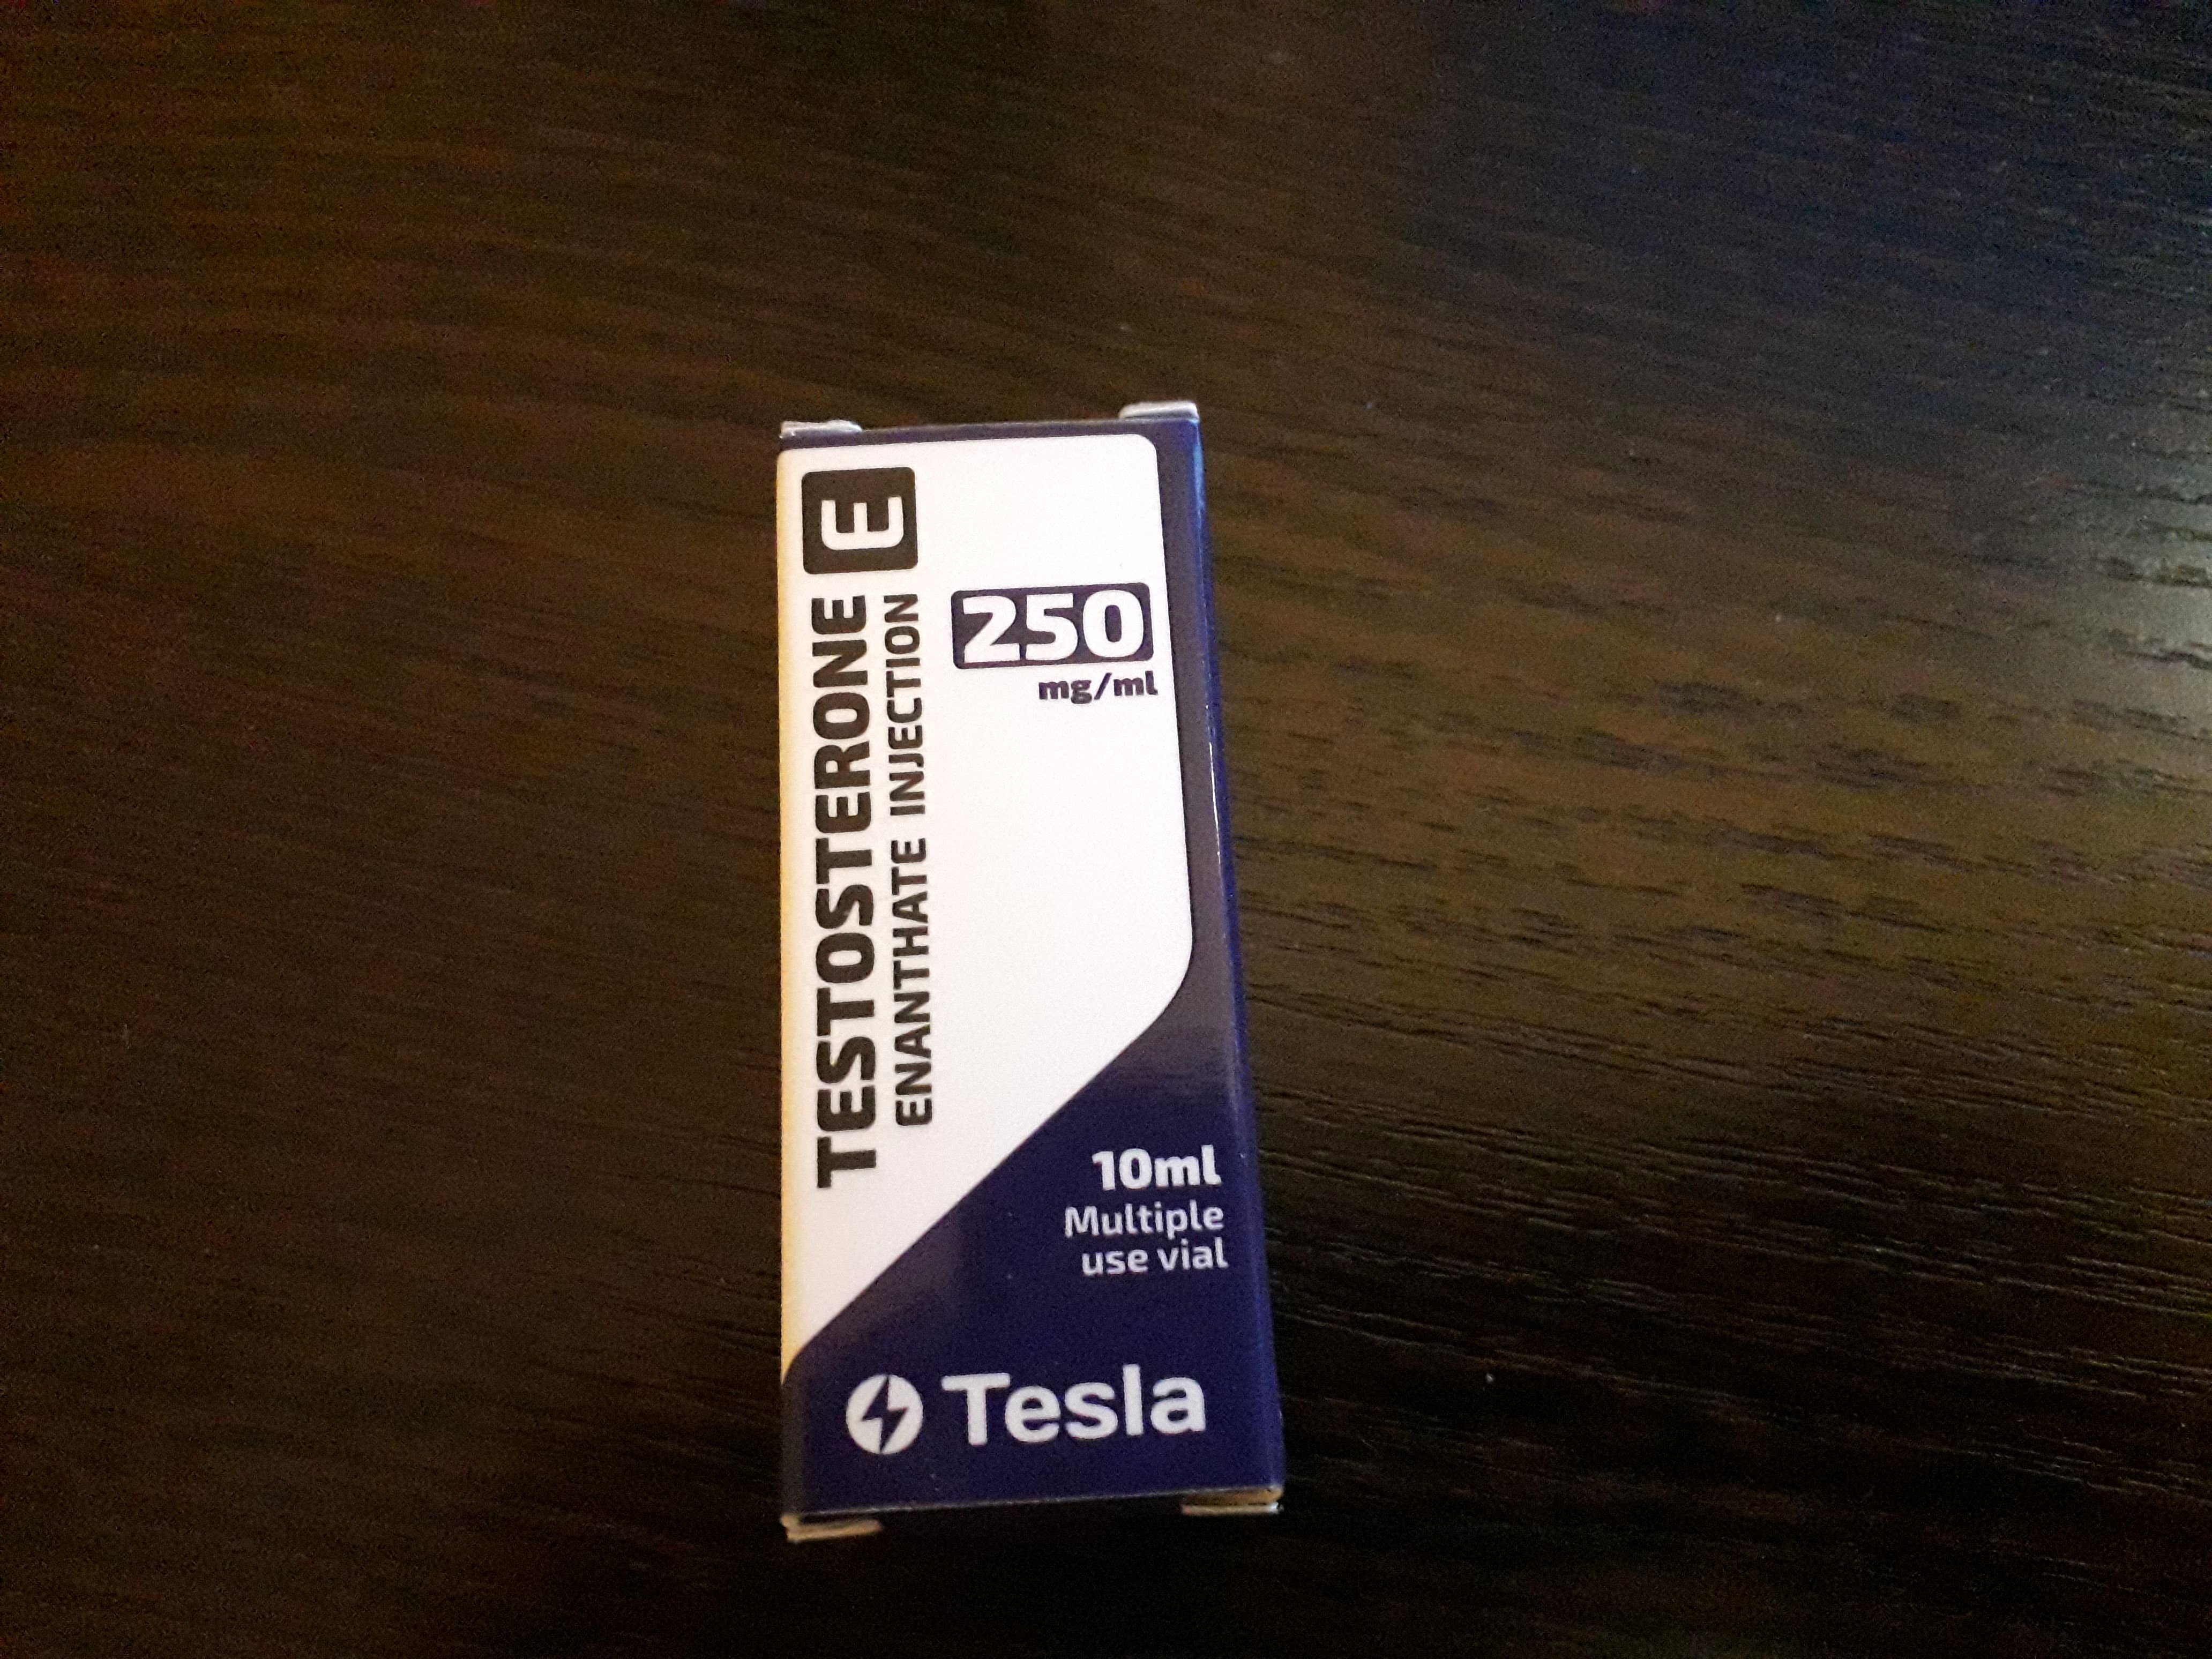 TESTOSTERONE E
ENANTHATE INJECTION
250
mg/ml
10ml
Multiple
use vial
Tesla